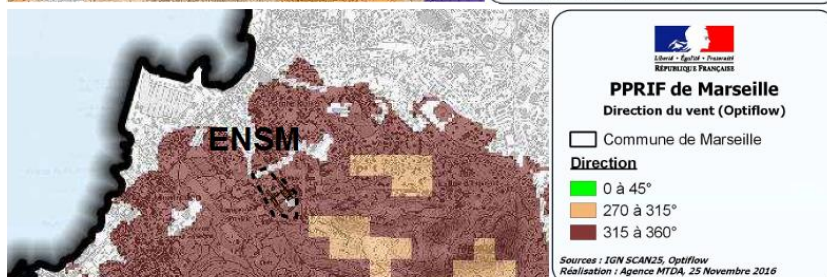 ENSM
Liberté • Égalité • Fraternité
RÉPUBLIQUE FRANÇAISE
PPRIF de Marseille
Direction du vent (Optiflow)
Commune de Marseille
Direction
0 à 45°
270 à 315°
315 à 360°
Sources : IGN SCAN25, Optiflow
Réalisation : Agence MTDA, 25 Novembre 2016